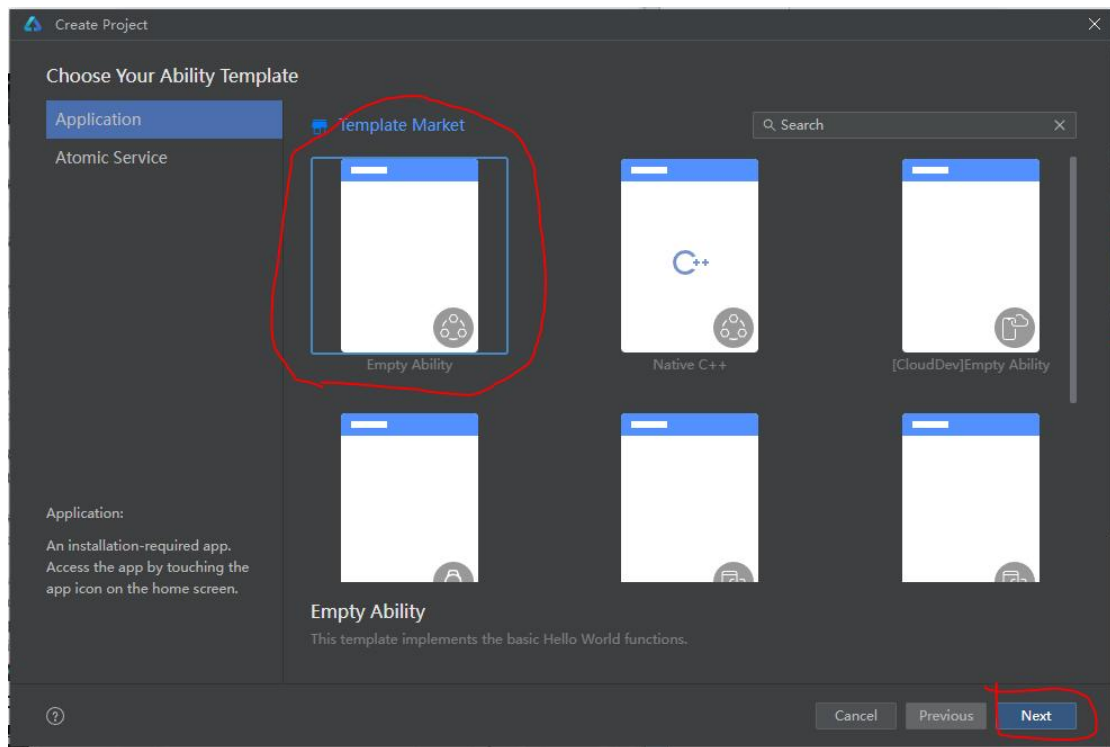 Create Project
Choose Your Ability Template
Application
Atomic Service
Template Market
Search
C++
Empty Ability
Native C++
[CloudDev]Empty Ability
Application:
An installation-required app.
Access the app by touching the
app icon on the home screen.
Empty Ability
This template implements the basic Hello World functions.
?
Cancel
Previous
Next